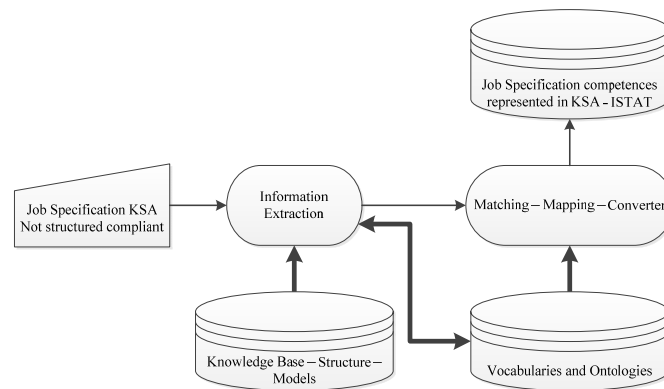 Job Specification competences
represented in KSA-ISTAT
Job Specification KSA
Not structured compliant
Information
Extraction
Matching–Mapping–Converter
Knowledge Base–Structure–
Models
Vocabularies and Ontologies